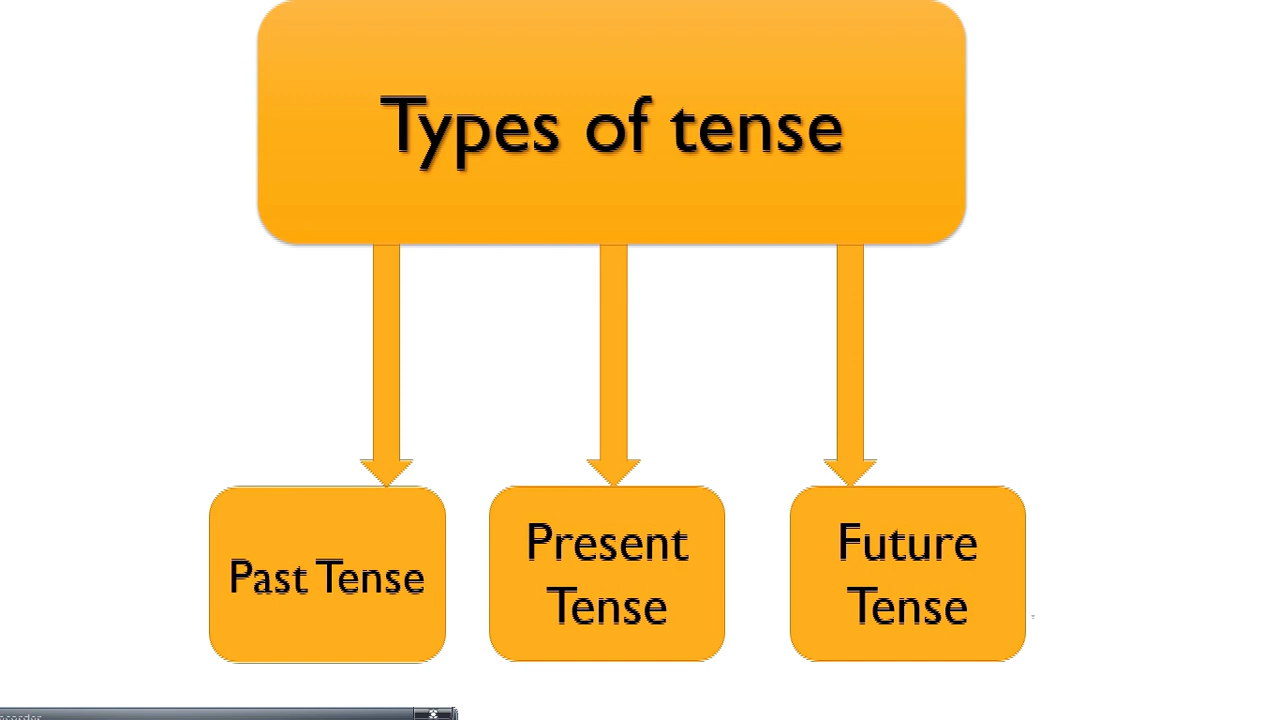 Types of tense
Past Tense
Present
Tense
Future
Tense